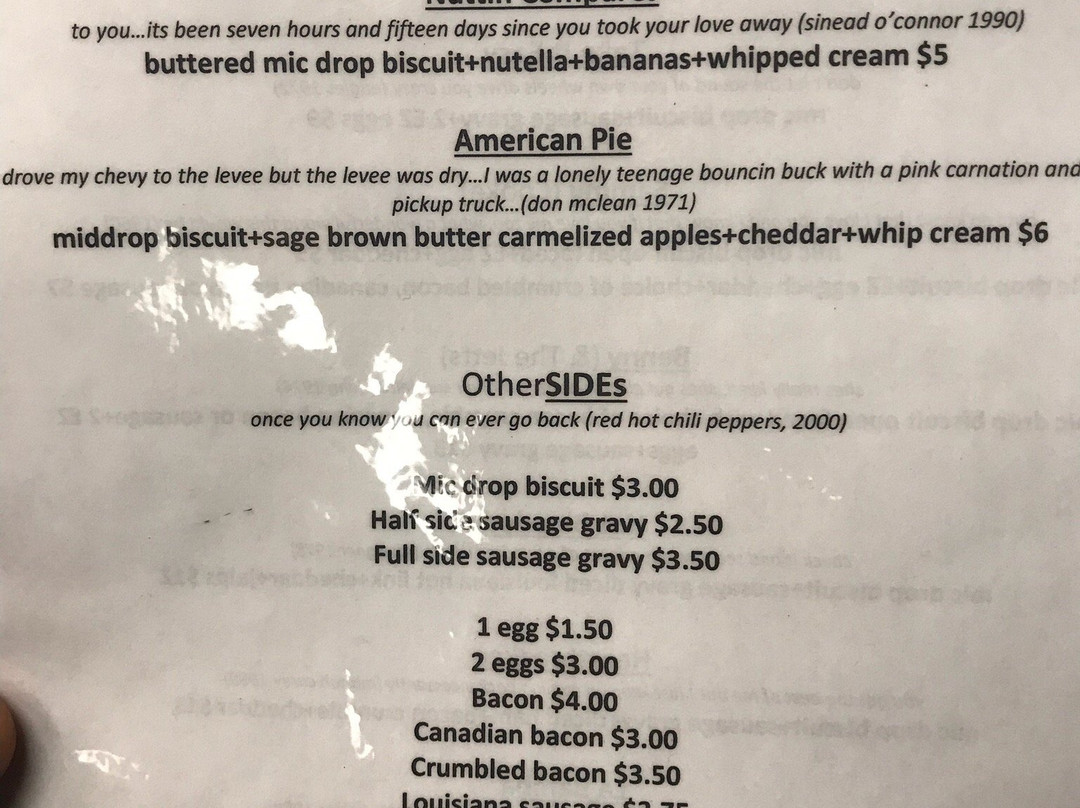 Nuttin Compares
to you...its been seven hours and fifteen days since you took your love away (sinead o'connor 1990)
buttered mic drop biscuit+nutella+bananas+whipped cream $5
American Pie
drove my chevy to the levee but the levee was dry...I was a lonely teenage bouncin buck with a pink carnation and
pickup truck...(don mclean 1971)
middrop biscuit+sage brown butter carmelized apples+cheddar+whip cream $6
OtherSIDEs
once you know you can ever go back (red hot chili peppers, 2000)
Mic drop biscuit $3.00
Half side sausage gravy $2.50
Full side sausage gravy $3.50
1 egg $1.50
2 eggs $3.00
Bacon $4.00
Canadian bacon $3.00
Crumbled bacon $3.50
Louisiana sausage $3.75